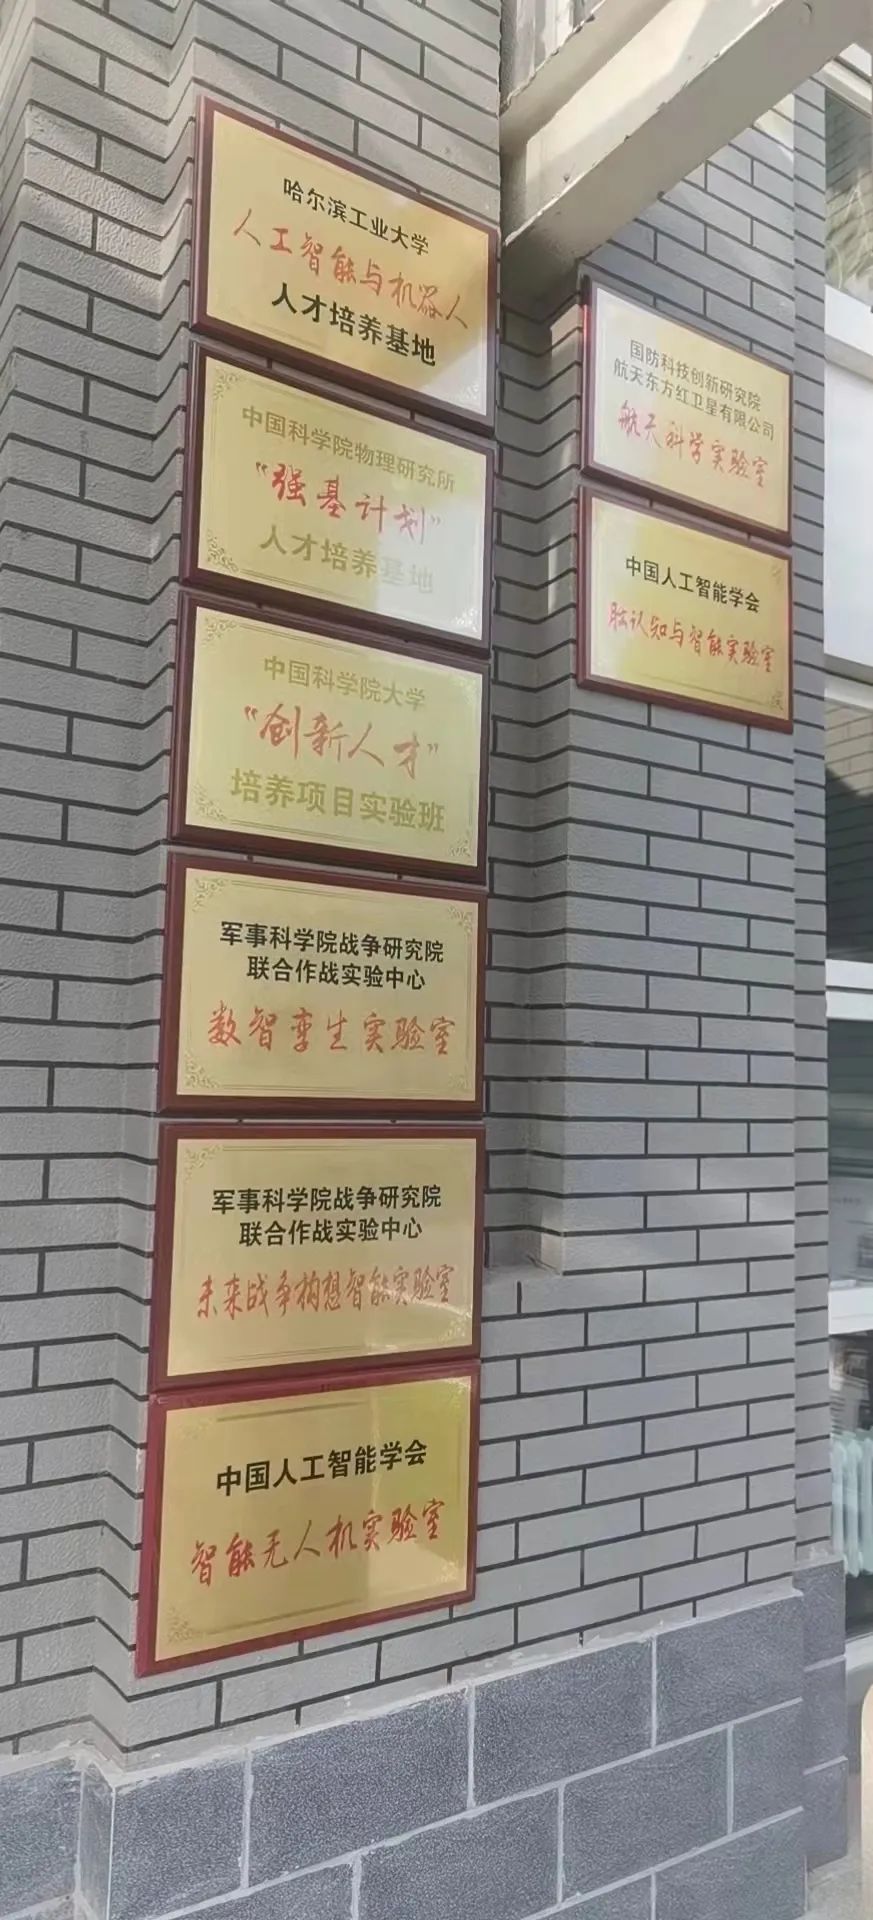 哈尔滨工业大学
人工智能与机器人
人才培养基地
中国科学院物理研究所
“强基计划”
人才培养基地
中国科学院大学
“创新人才”
培养项目实验班
军事科学院战争研究院
联合作战实验中心
数智孪生实验室
军事科学院战争研究院
联合作战实验中心
未来战争构想智能实验室
中国人工智能学会
智能无人机实验室
国防科技创新研究院
航天东方红卫星有限公司
航天科学实验室
中国人工智能学会
脑认知与智能实验室